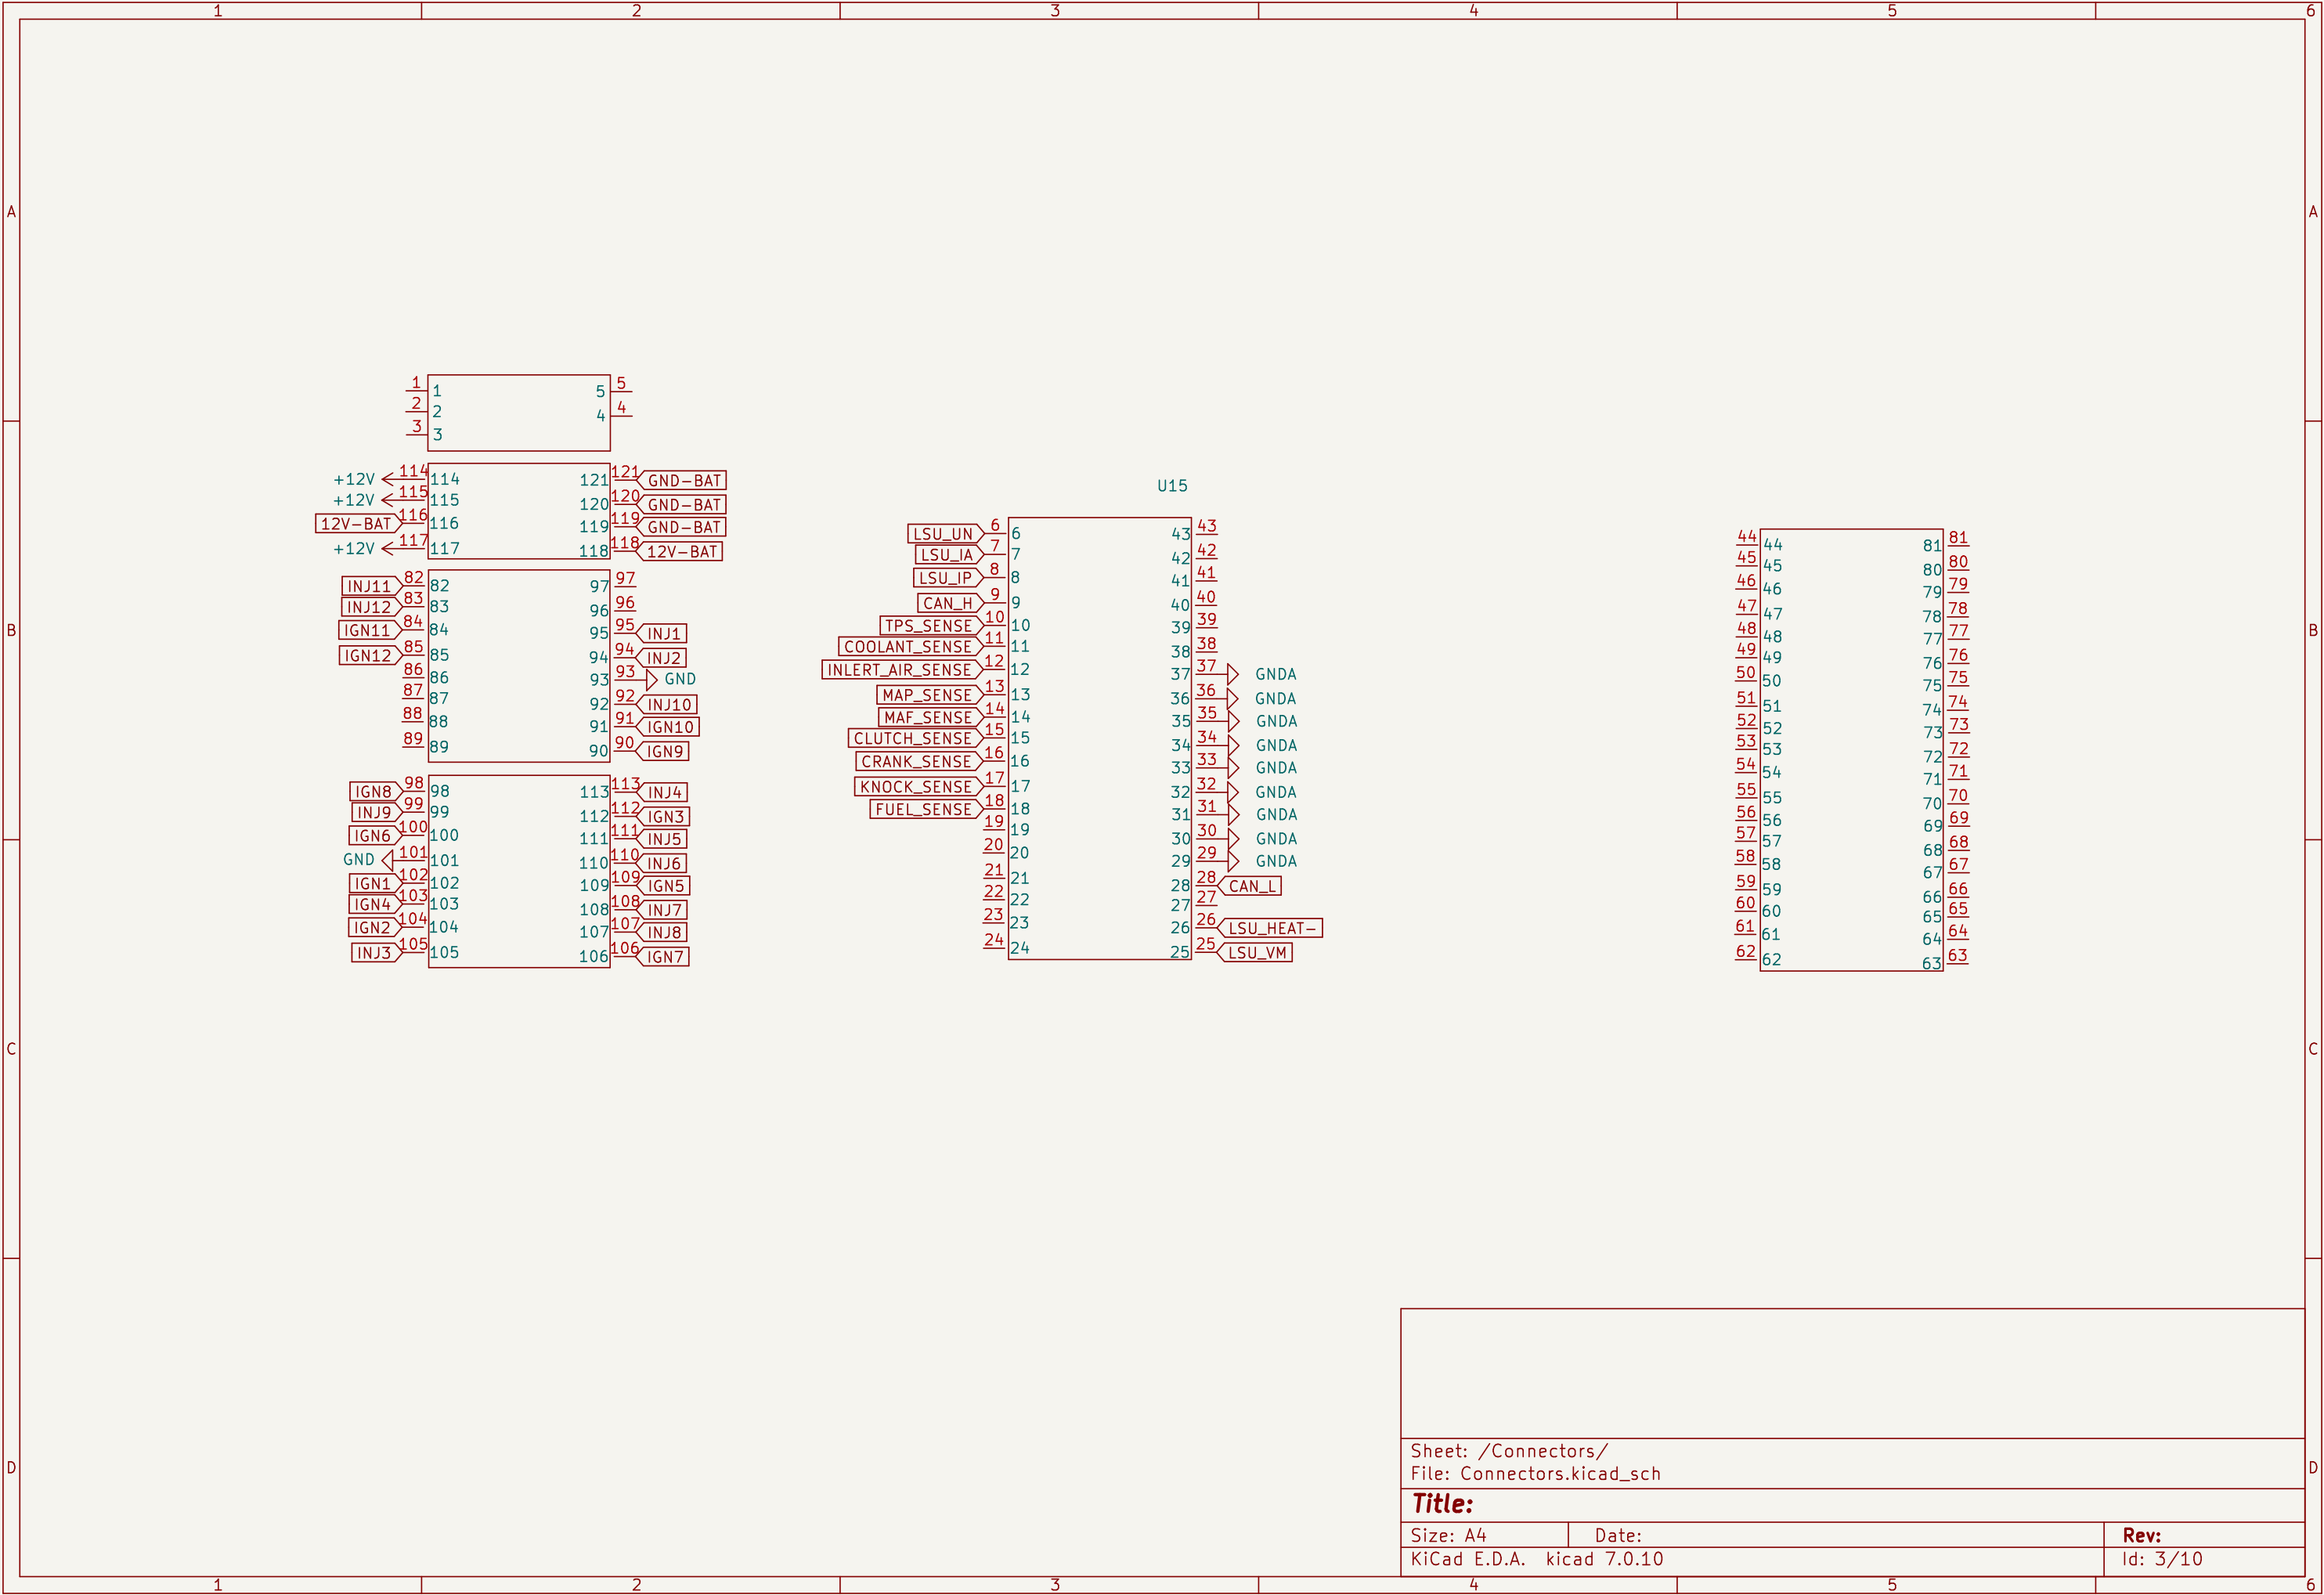 1 2 3 4 5 6
A A
1 1 5 5
2 2 4 4
3 3
+12V 114 114 121 121 GND-BAT
+12V 115 115 120 120 GND-BAT
12V-BAT 116 116 119 119 GND-BAT
+12V 117 117 118 118 12V-BAT
INJ11 82 82 97 97
INJ12 83 83 96 96
IGN11 84 84 95 95 INJ1
IGN12 85 85 94 94 INJ2
86 86 93 93 GND
87 87 92 92 INJ10
88 88 91 91 IGN10
89 89 90 90 IGN9
IGN8 98 98 113 113 INJ4
INJ9 99 99 112 112 IGN3
IGN6 100 100 111 111 INJ5
GND 101 101 110 110 INJ6
IGN1 102 102 109 109 IGN5
IGN4 103 103 108 108 INJ7
IGN2 104 104 107 107 INJ8
INJ3 105 105 106 106 IGN7
U15
LSU_UN 6 6 43 43
LSU_IA 7 7 42 42
LSU_IP 8 8 41 41
CAN_H 9 9 40 40
TPS_SENSE 10 10 39 39
COOLANT_SENSE 11 11 38 38
INLERT_AIR_SENSE 12 12 37 37 GNDA
MAP_SENSE 13 13 36 36 GNDA
MAF_SENSE 14 14 35 35 GNDA
CLUTCH_SENSE 15 15 34 34 GNDA
CRANK_SENSE 16 16 33 33 GNDA
KNOCK_SENSE 17 17 32 32 GNDA
FUEL_SENSE 18 18 31 31 GNDA
19 19 30 30 GNDA
20 20 29 29 GNDA
21 21 28 28 CAN_L
22 22 27 27
23 23 26 26 LSU_HEAT-
24 24 25 25 LSU_VM
44 44 81 81
45 45 80 80
46 46 79 79
47 47 78 78
48 48 77 77
49 49 76 76
50 50 75 75
51 51 74 74
52 52 73 73
53 53 72 72
54 54 71 71
55 55 70 70
56 56 69 69
57 57 68 68
58 58 67 67
59 59 66 66
60 60 65 65
61 61 64 64
62 62 63 63
B B
C C
D D
Sheet: /Connectors/
File: Connectors.kicad_sch
Title:
Size: A4 Date: Rev:
KiCad E.D.A. kicad 7.0.10 Id: 3/10
1 2 3 4 5 6